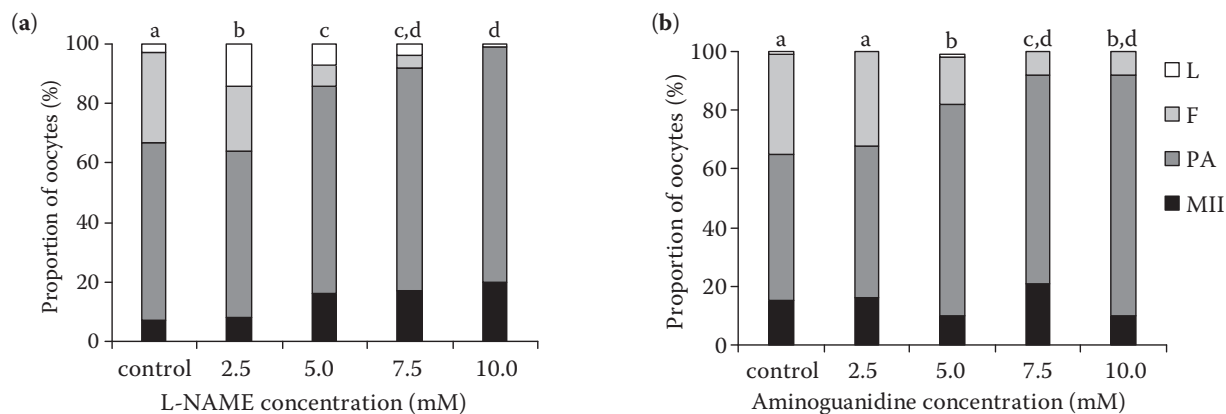 (a)
Proportion of oocytes (%)
100
80
60
40
20
0
a b c c,d d
control 2.5 5.0 7.5 10.0
L-NAME concentration (mM)
(b)
Proportion of oocytes (%)
100
80
60
40
20
0
a a b c,d b,d
control 2.5 5.0 7.5 10.0
Aminoguanidine concentration (mM)
L
F
PA
MII